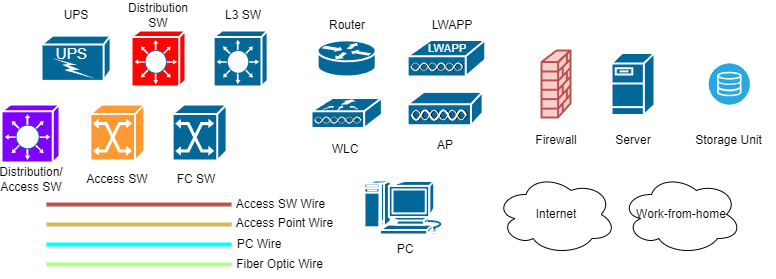 UPS
Distribution
SW
L3 SW
Router
LWAPP
UPS
LWAPP
WLC
AP
Firewall
Server
Storage Unit
Distribution/
Access SW
Access SW
FC SW
Access SW Wire
Access Point Wire
PC Wire
Fiber Optic Wire
PC
Internet
Work-from-home